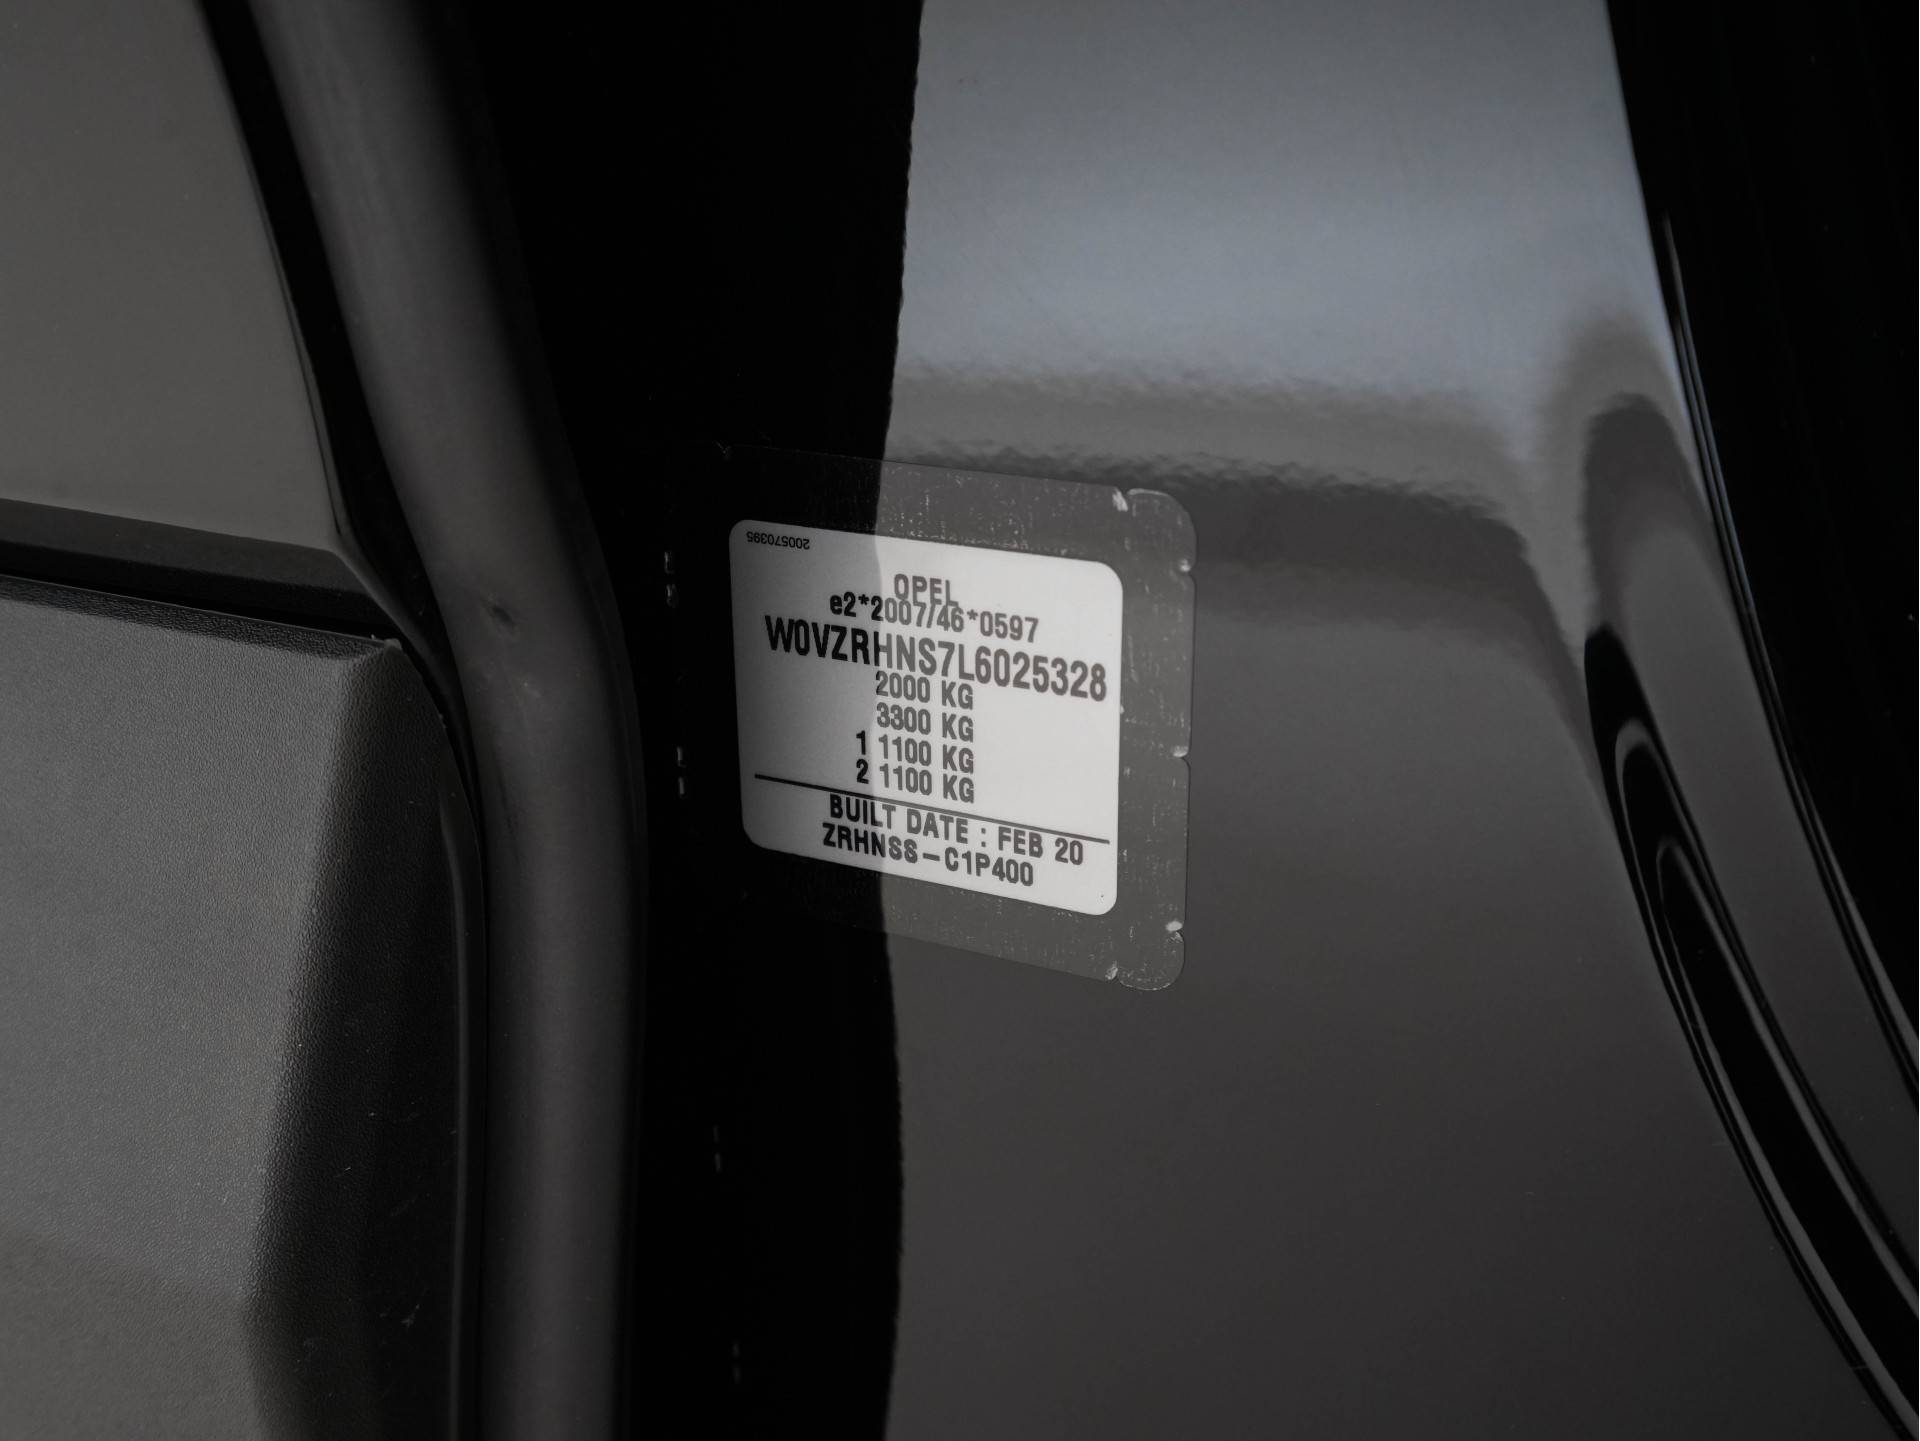 200570395
OPEL
e2*2007/46*0597
W0VZRHNS7L6025328
2000 KG
3300 KG
1 1100 KG
2 1100 KG
BUILT DATE : FEB 20
ZRHNSS-C1P400